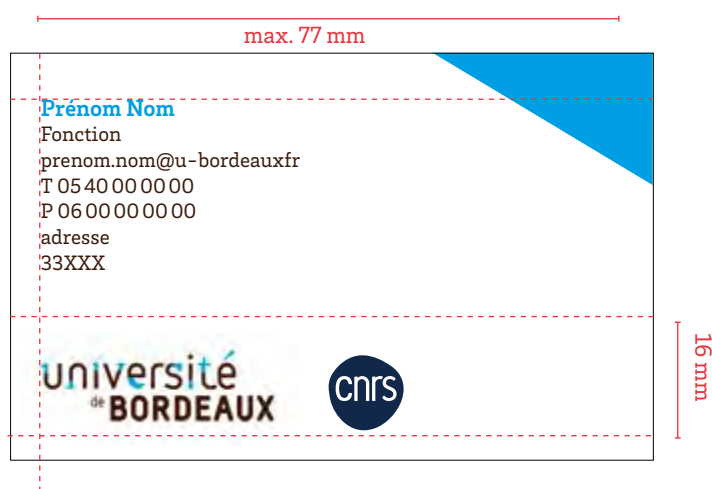 max. 77 mm
Prénom Nom
Fonction
prenom.nom@u-bordeauxfr
T 05 40 00 00 00
P 06 00 00 00 00
adresse
33XXX
16 mm
université
de BORDEAUX
cnrs